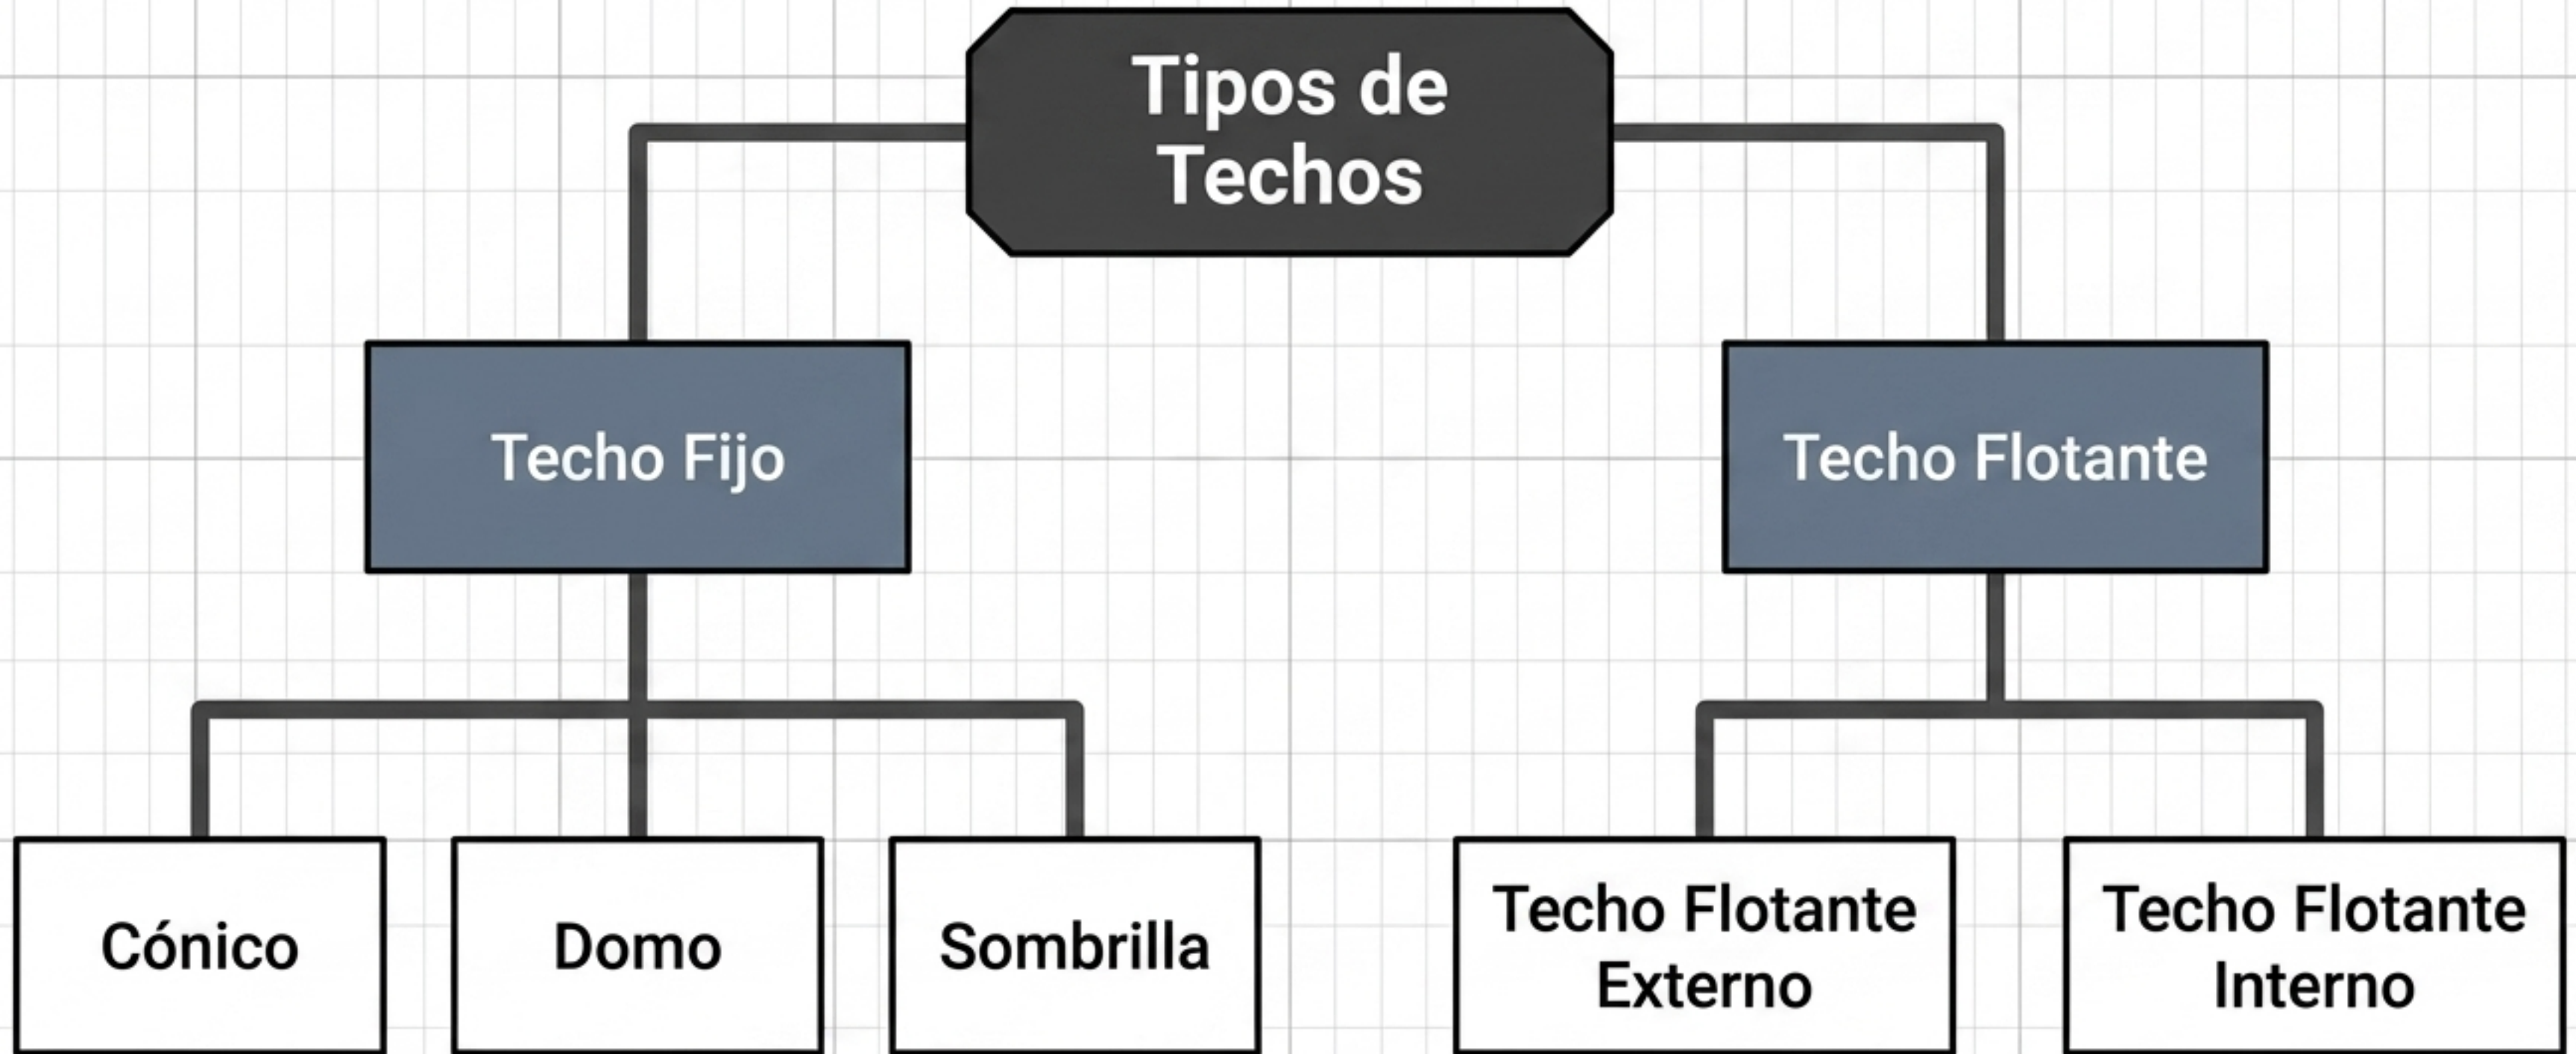 Tipos de
Techos
Techo Fijo
Techo Flotante
Cónico
Domo
Sombrilla
Techo Flotante
Externo
Techo Flotante
Interno